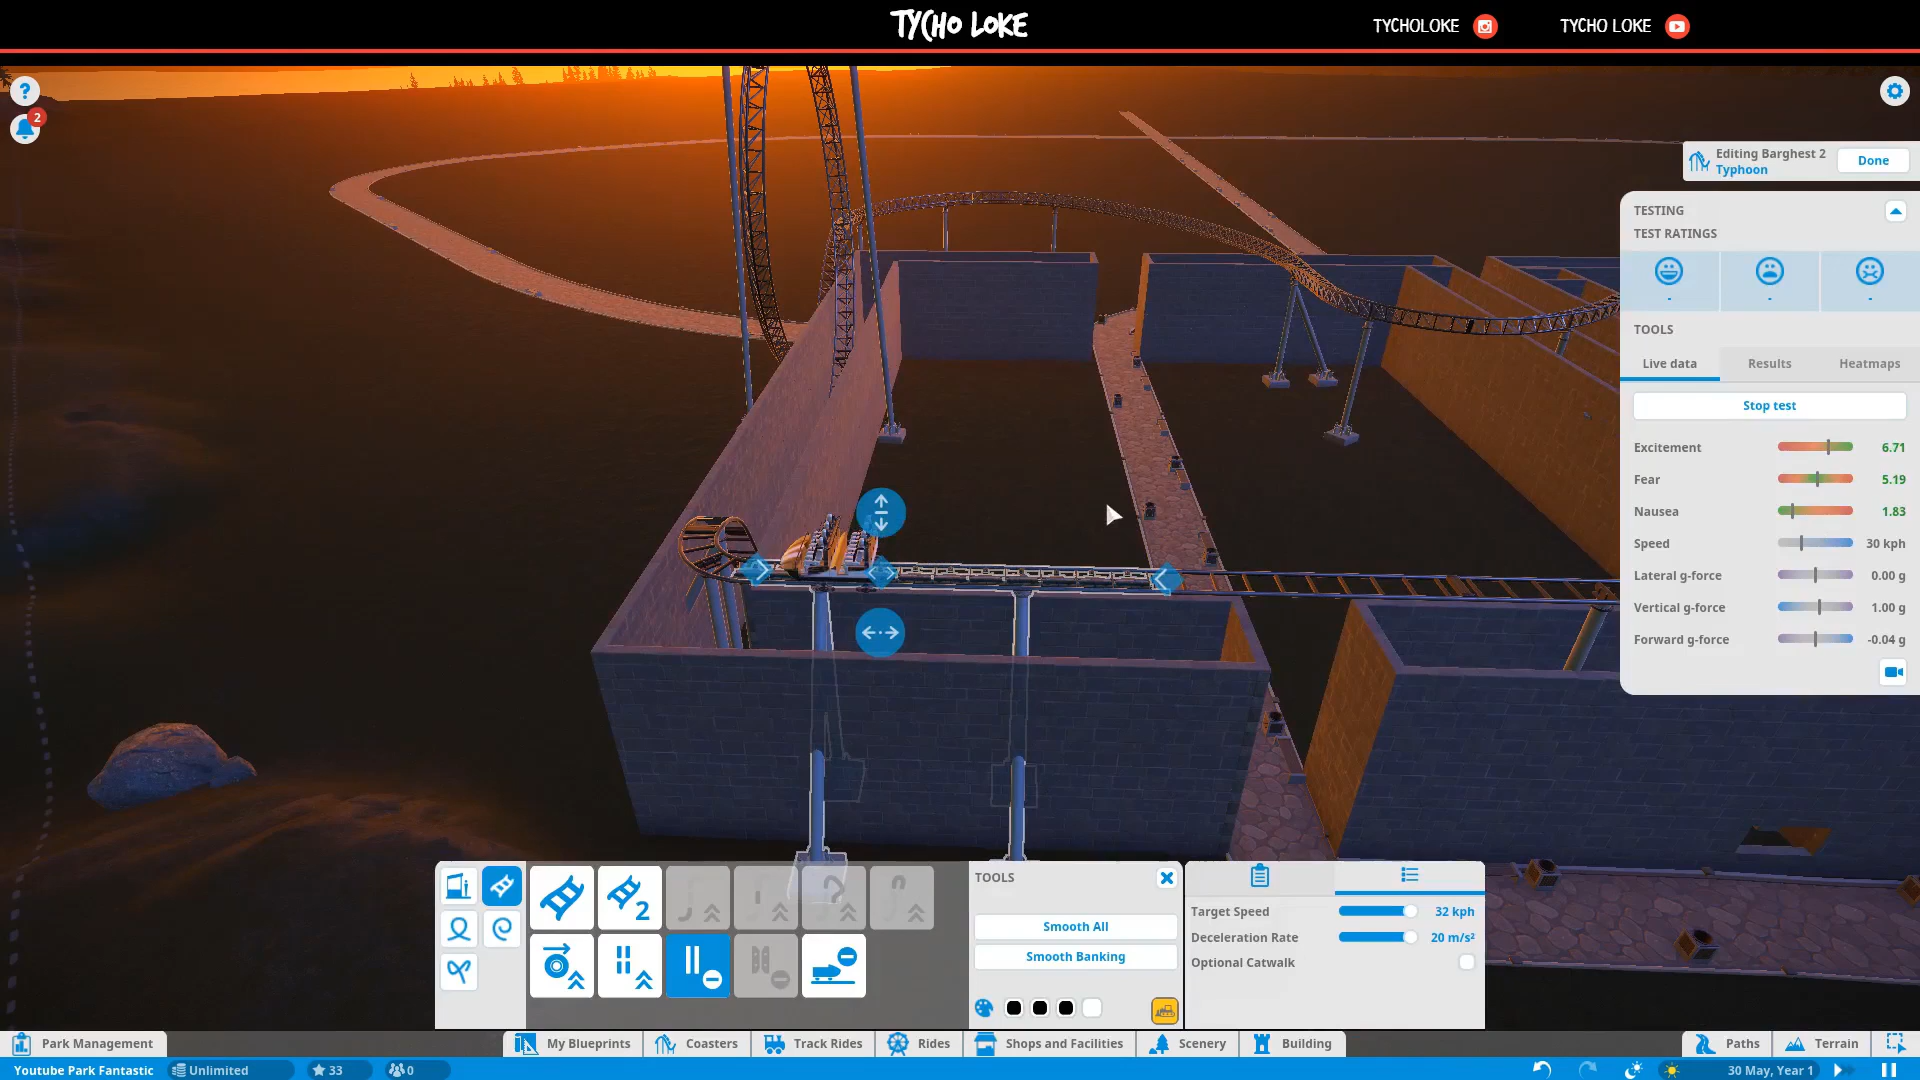 TYCHO LOKE
TYCHOLOKE
TYCHO LOKE
?
2
Editing Barghest 2
Typhoon
Done
TESTING
TEST RATINGS
- - -
TOOLS
Live data Results Heatmaps
Stop test
Excitement 6.71
Fear 5.19
Nausea 1.83
Speed 30 kph
Lateral g-force 0.00 g
Vertical g-force 1.00 g
Forward g-force -0.04 g
2
TOOLS
Smooth All
Smooth Banking
Target Speed 32 kph
Deceleration Rate 20 m/s²
Optional Catwalk
Park Management
My Blueprints
Coasters
Track Rides
Rides
Shops and Facilities
Scenery
Building
Paths
Terrain
Youtube Park Fantastic Unlimited 33 0 30 May, Year 1